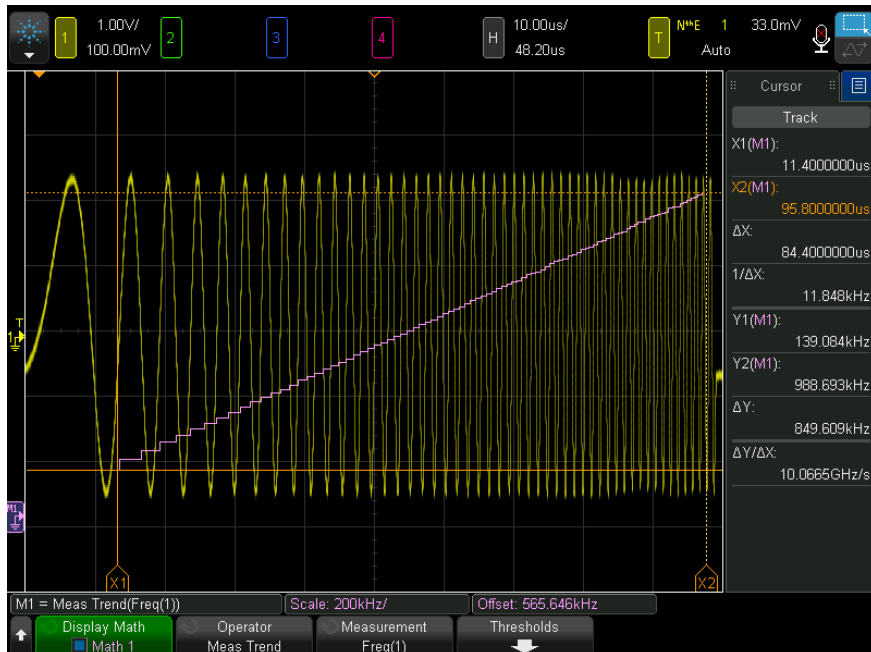 1
1.00V/
100.00mV
2
3
4
H
10.00us/
48.20us
T
NᵗʰE 1 33.0mV
Auto
Cursor
Track
X1(M1):
11.4000000us
X2(M1):
95.8000000us
ΔX:
84.4000000us
1/ΔX:
11.848kHz
Y1(M1):
139.084kHz
Y2(M1):
988.693kHz
ΔY:
849.609kHz
ΔY/ΔX:
10.0665GHz/s
T
1
M1
X1
X2
M1 = Meas Trend(Freq(1))
Scale: 200kHz/
Offset: 565.646kHz
Display Math
Math 1
Operator
Meas Trend
Measurement
Freq(1)
Thresholds